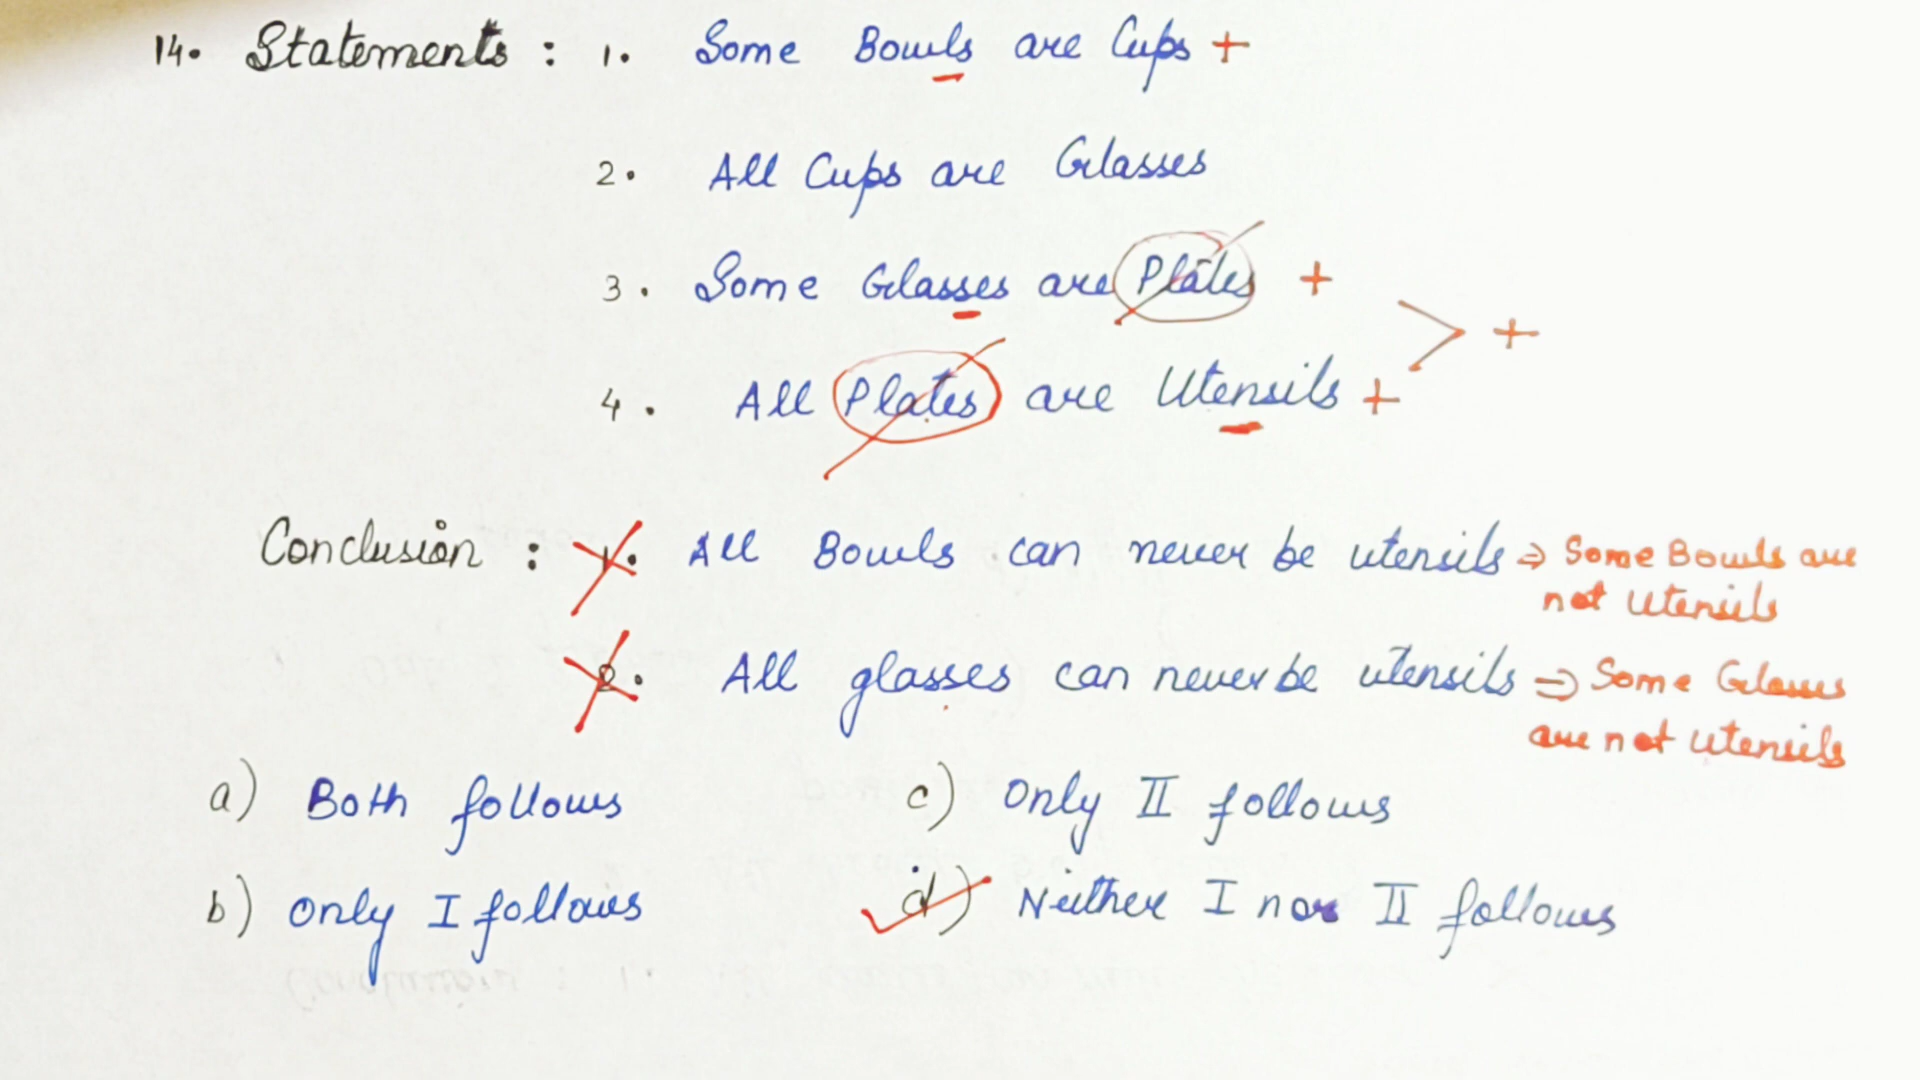 14. Statements : 1. Some Bowls are Cups +
2. All Cups are Glasses
3. Some Glasses are Plates +
> +
4. All Plates are Utensils +
Conclusion : 1. All Bowls can never be utensils ⇒ Some Bowls are
not Utensils
2. All glasses can never be utensils ⇒ Some Glasses
are not utensils
a) Both follows c) Only II follows
b) only I follows d) Neither I nor II follows